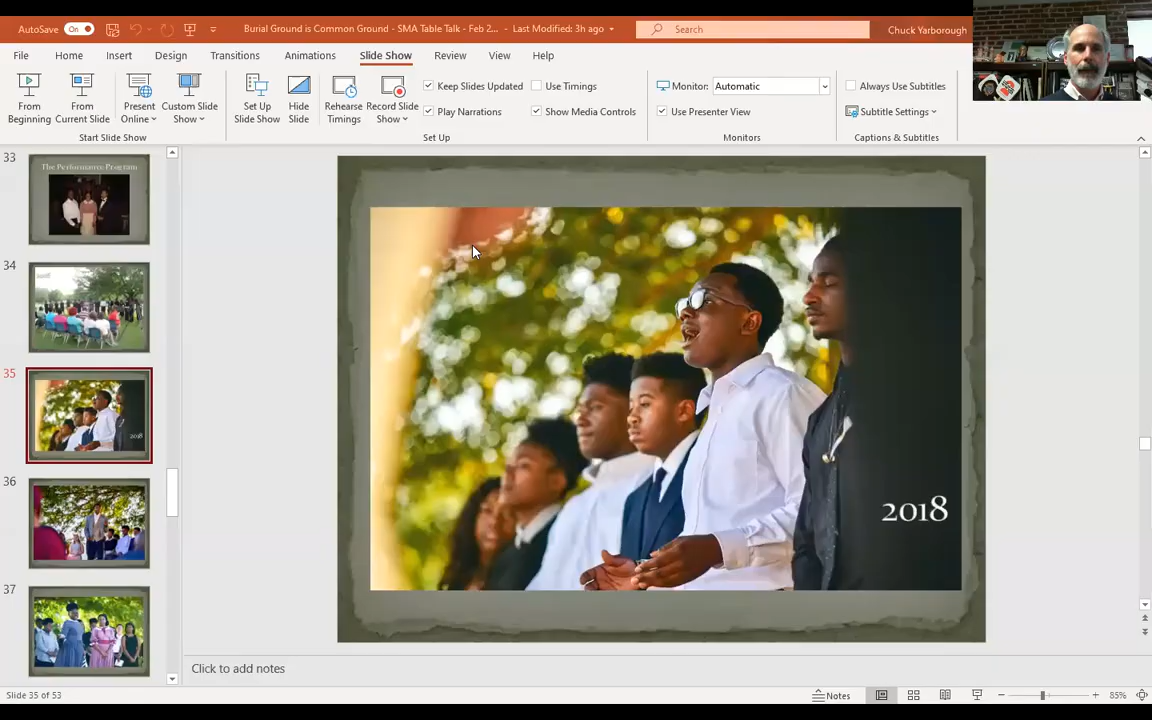 AutoSave On Burial Ground is Common Ground - SMA Table Talk - Feb 2... - Last Modified: 3h ago Search Chuck Yarborough
File Home Insert Design Transitions Animations Slide Show Review View Help
From Beginning
From Current Slide
Present Online
Custom Slide Show
Start Slide Show
Set Up Slide Show
Hide Slide
Rehearse Timings
Record Slide Show
Keep Slides Updated
Play Narrations
Use Timings
Show Media Controls
Set Up
Monitor: Automatic
Use Presenter View
Monitors
Always Use Subtitles
Subtitle Settings
Captions & Subtitles
33
The Performance Program
34
35
2018
36
37
2018
Click to add notes
Slide 35 of 53 Notes 85%